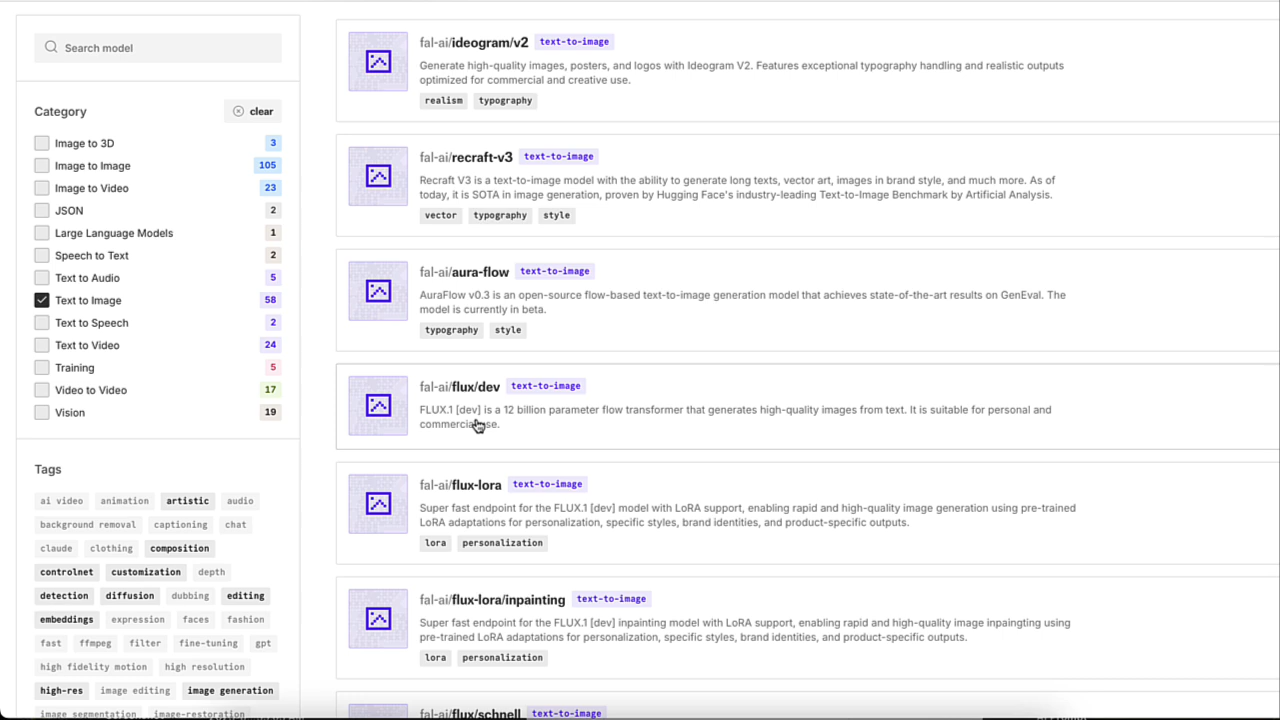 Search model
Category
clear
Image to 3D 3
Image to Image 105
Image to Video 23
JSON 2
Large Language Models 1
Speech to Text 2
Text to Audio 5
Text to Image 58
Text to Speech 2
Text to Video 24
Training 5
Video to Video 17
Vision 19
Tags
ai video animation artistic audio
background removal captioning chat
claude clothing composition
controlnet customization depth
detection diffusion dubbing editing
embeddings expression faces fashion
fast ffmpeg filter fine-tuning gpt
high fidelity motion high resolution
high-res image editing image generation
image segmentation image-restoration
fal-ai/ideogram/v2 text-to-image
Generate high-quality images, posters, and logos with Ideogram V2. Features exceptional typography handling and realistic outputs
optimized for commercial and creative use.
realism typography
fal-ai/recraft-v3 text-to-image
Recraft V3 is a text-to-image model with the ability to generate long texts, vector art, images in brand style, and much more. As of
today, it is SOTA in image generation, proven by Hugging Face's industry-leading Text-to-Image Benchmark by Artificial Analysis.
vector typography style
fal-ai/aura-flow text-to-image
AuraFlow v0.3 is an open-source flow-based text-to-image generation model that achieves state-of-the-art results on GenEval. The
model is currently in beta.
typography style
fal-ai/flux/dev text-to-image
FLUX.1 [dev] is a 12 billion parameter flow transformer that generates high-quality images from text. It is suitable for personal and
commercial use.
fal-ai/flux-lora text-to-image
Super fast endpoint for the FLUX.1 [dev] model with LoRA support, enabling rapid and high-quality image generation using pre-trained
LoRA adaptations for personalization, specific styles, brand identities, and product-specific outputs.
lora personalization
fal-ai/flux-lora/inpainting text-to-image
Super fast endpoint for the FLUX.1 [dev] inpainting model with LoRA support, enabling rapid and high-quality image inpaingting using
pre-trained LoRA adaptations for personalization, specific styles, brand identities, and product-specific outputs.
lora personalization
fal-ai/flux/schnell text-to-image